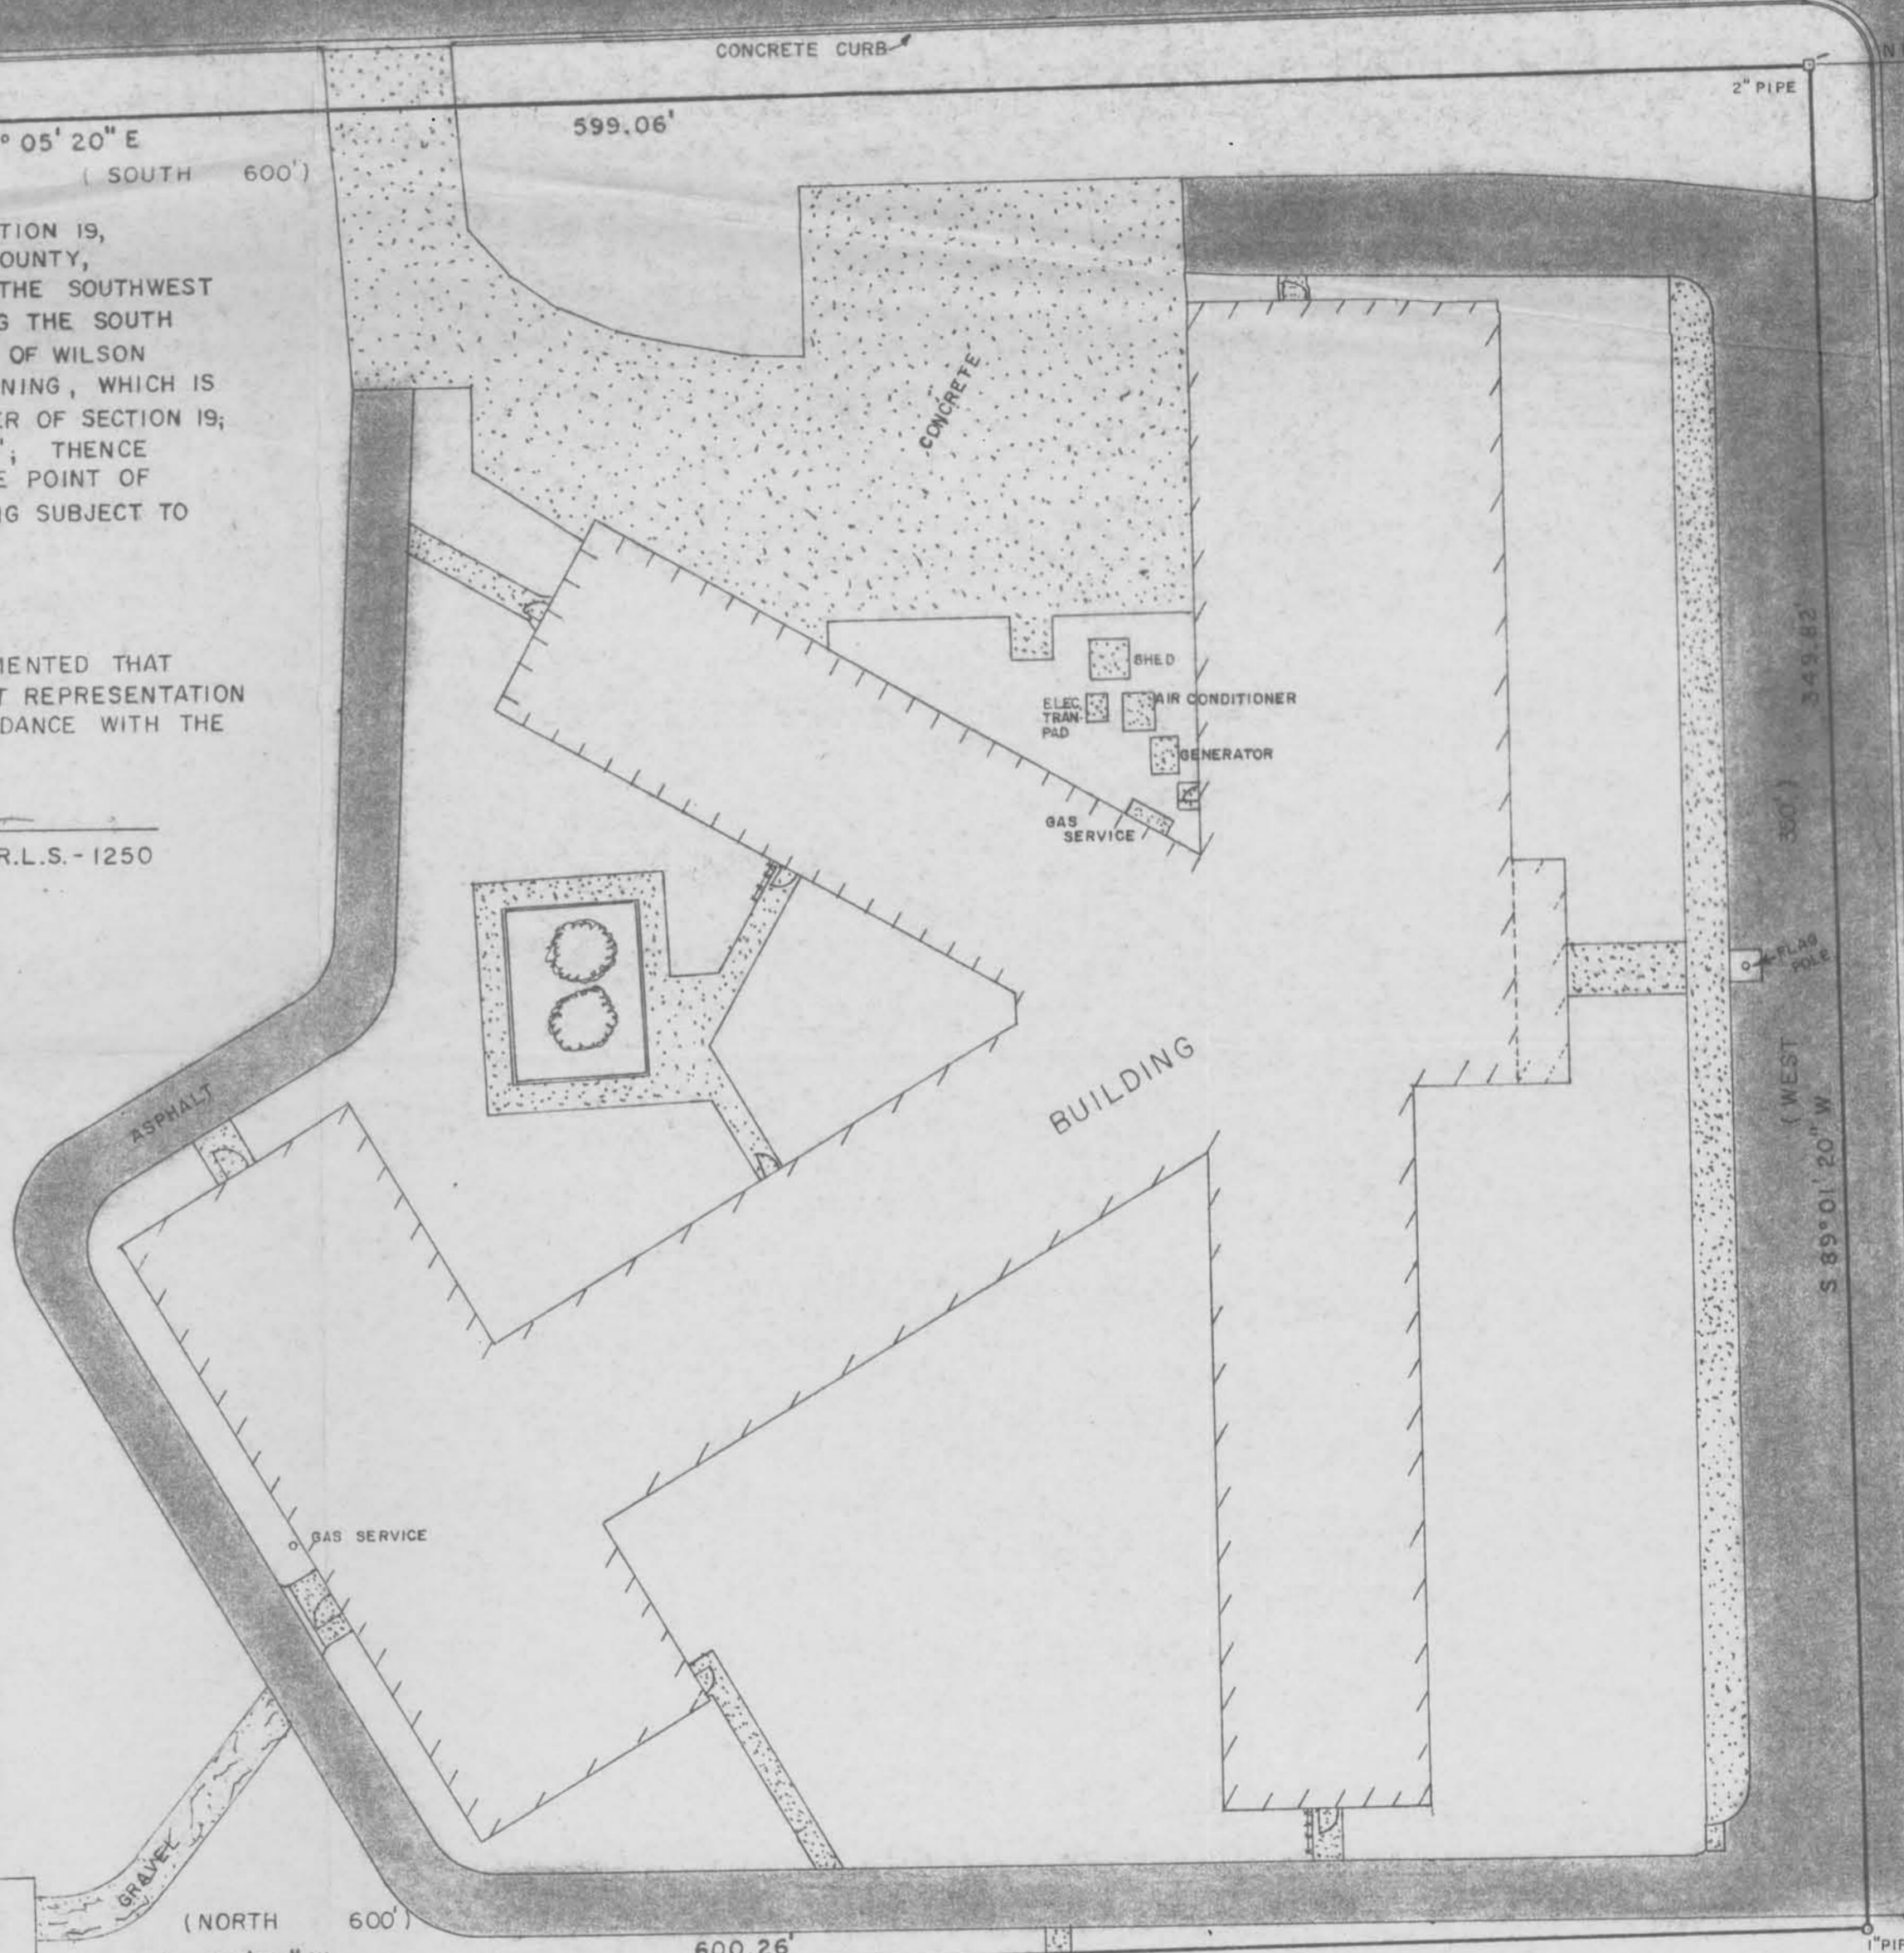 CONCRETE CURB
N
2" PIPE
599.06'
° 05' 20" E
( SOUTH 600')
TION 19,
OUNTY,
THE SOUTHWEST
G THE SOUTH
OF WILSON
NING, WHICH IS
ER OF SECTION 19;
'; THENCE
E POINT OF
G SUBJECT TO
MENTED THAT
T REPRESENTATION
DANCE WITH THE
R.L.S. - 1250
CONCRETE
SHED
ELEC.
TRAN-
PAD
AIR CONDITIONER
GENERATOR
GAS
SERVICE
349.82'
(WEST 350')
S 89° 01' 20" W
FLAG
POLE
BUILDING
ASPHALT
GAS SERVICE
GRAVEL
(NORTH 600')
600.26'
1" PIP